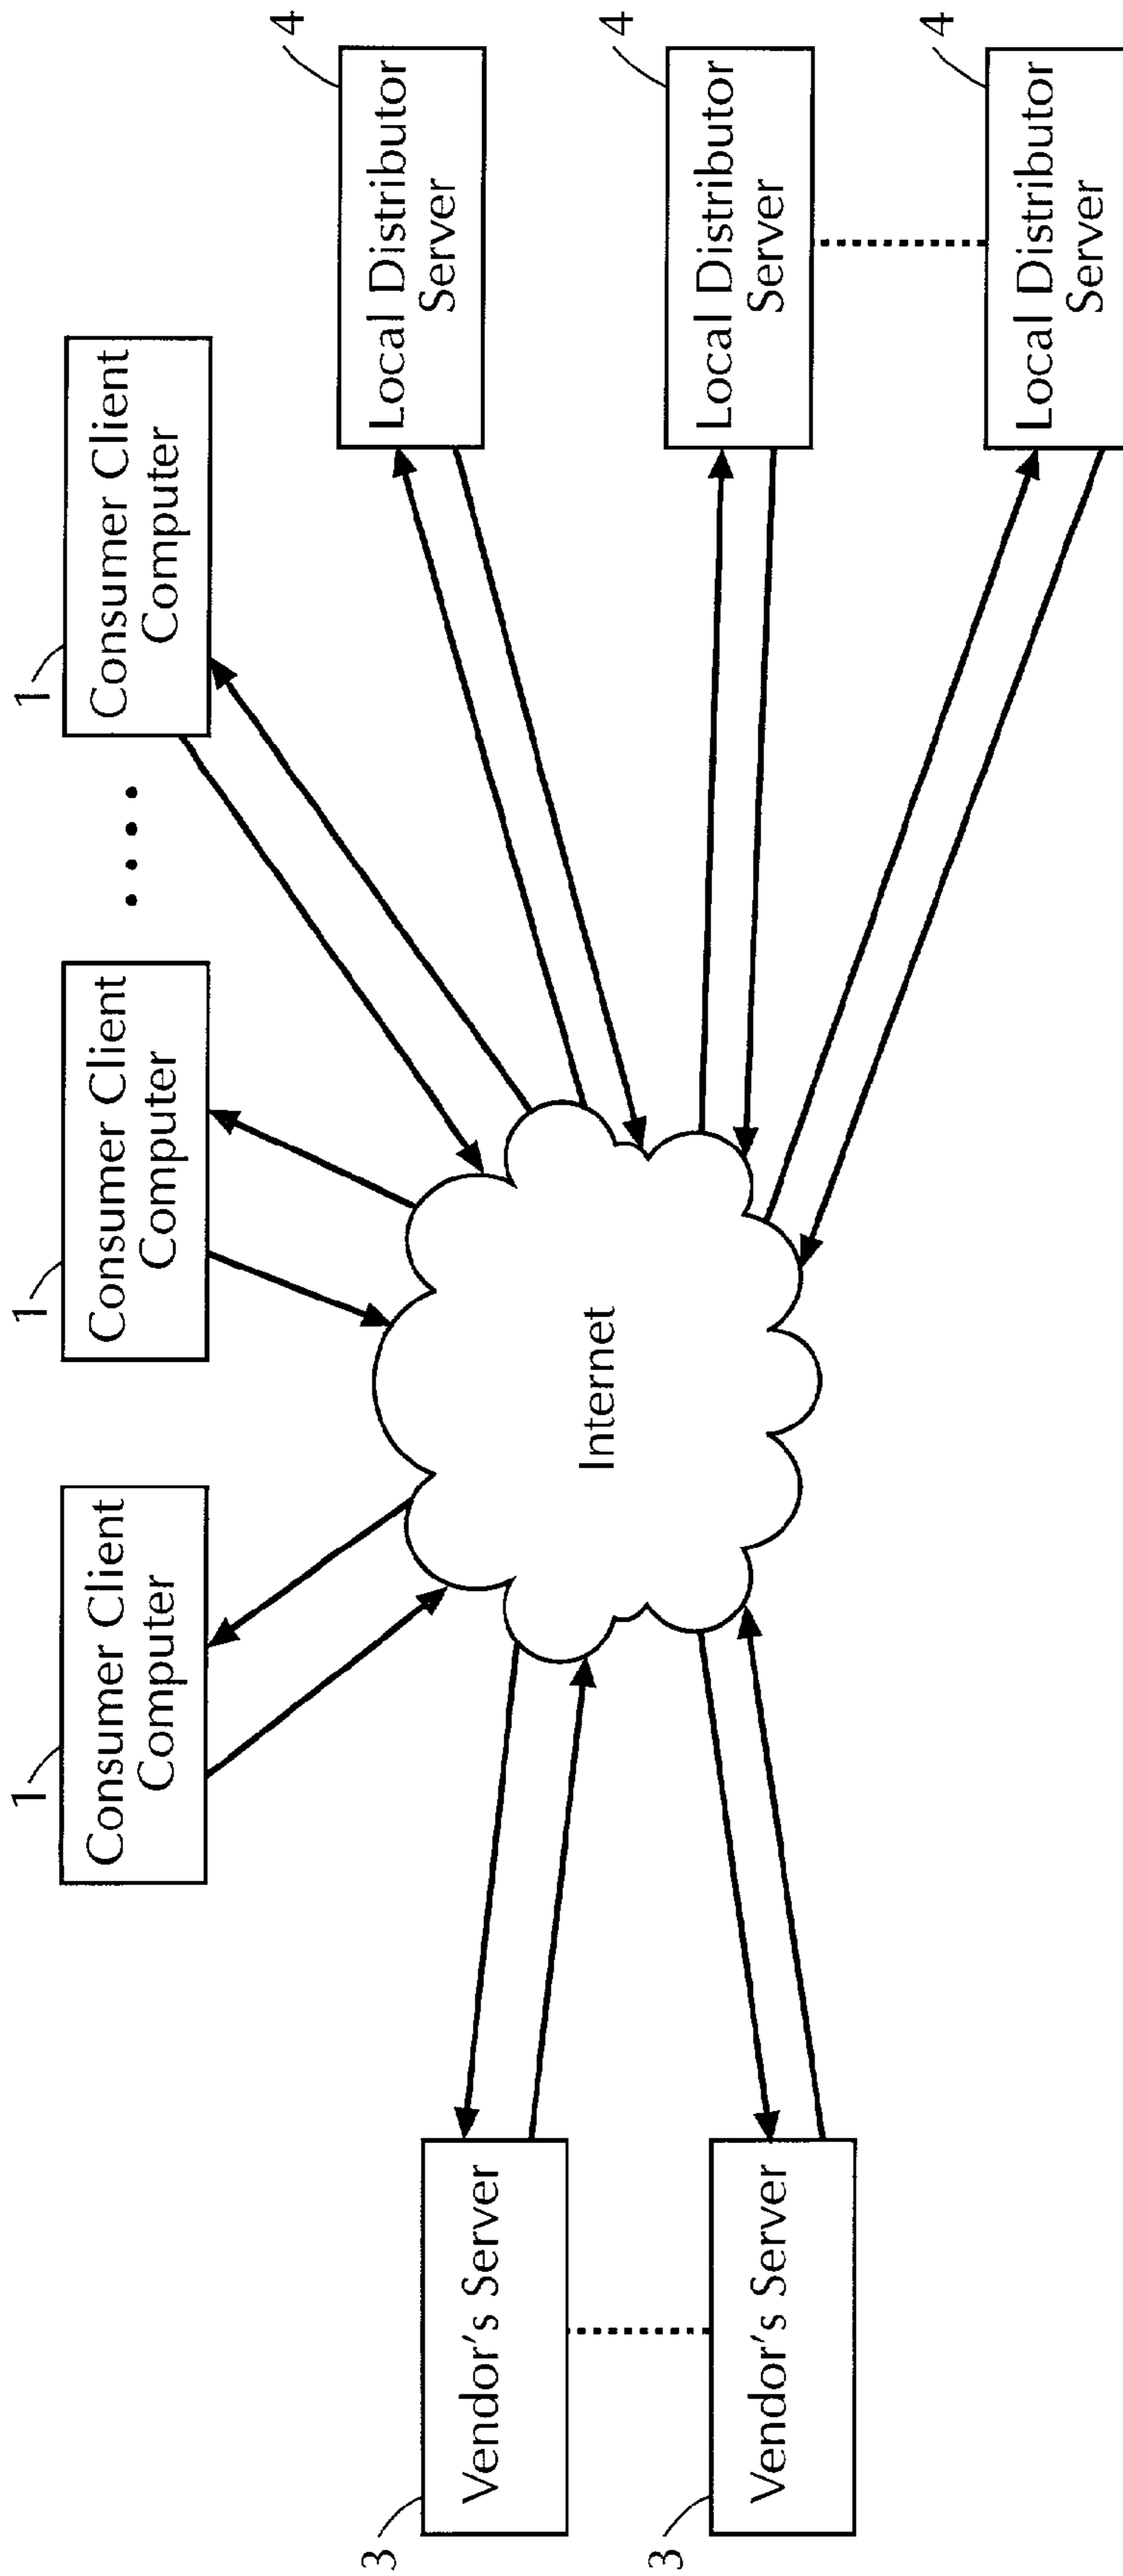 1
Consumer Client
Computer
1
Consumer Client
Computer
1
Consumer Client
Computer
4
Local Distributor
Server
4
Local Distributor
Server
4
Local Distributor
Server
Internet
3
Vendor's Server
3
Vendor's Server